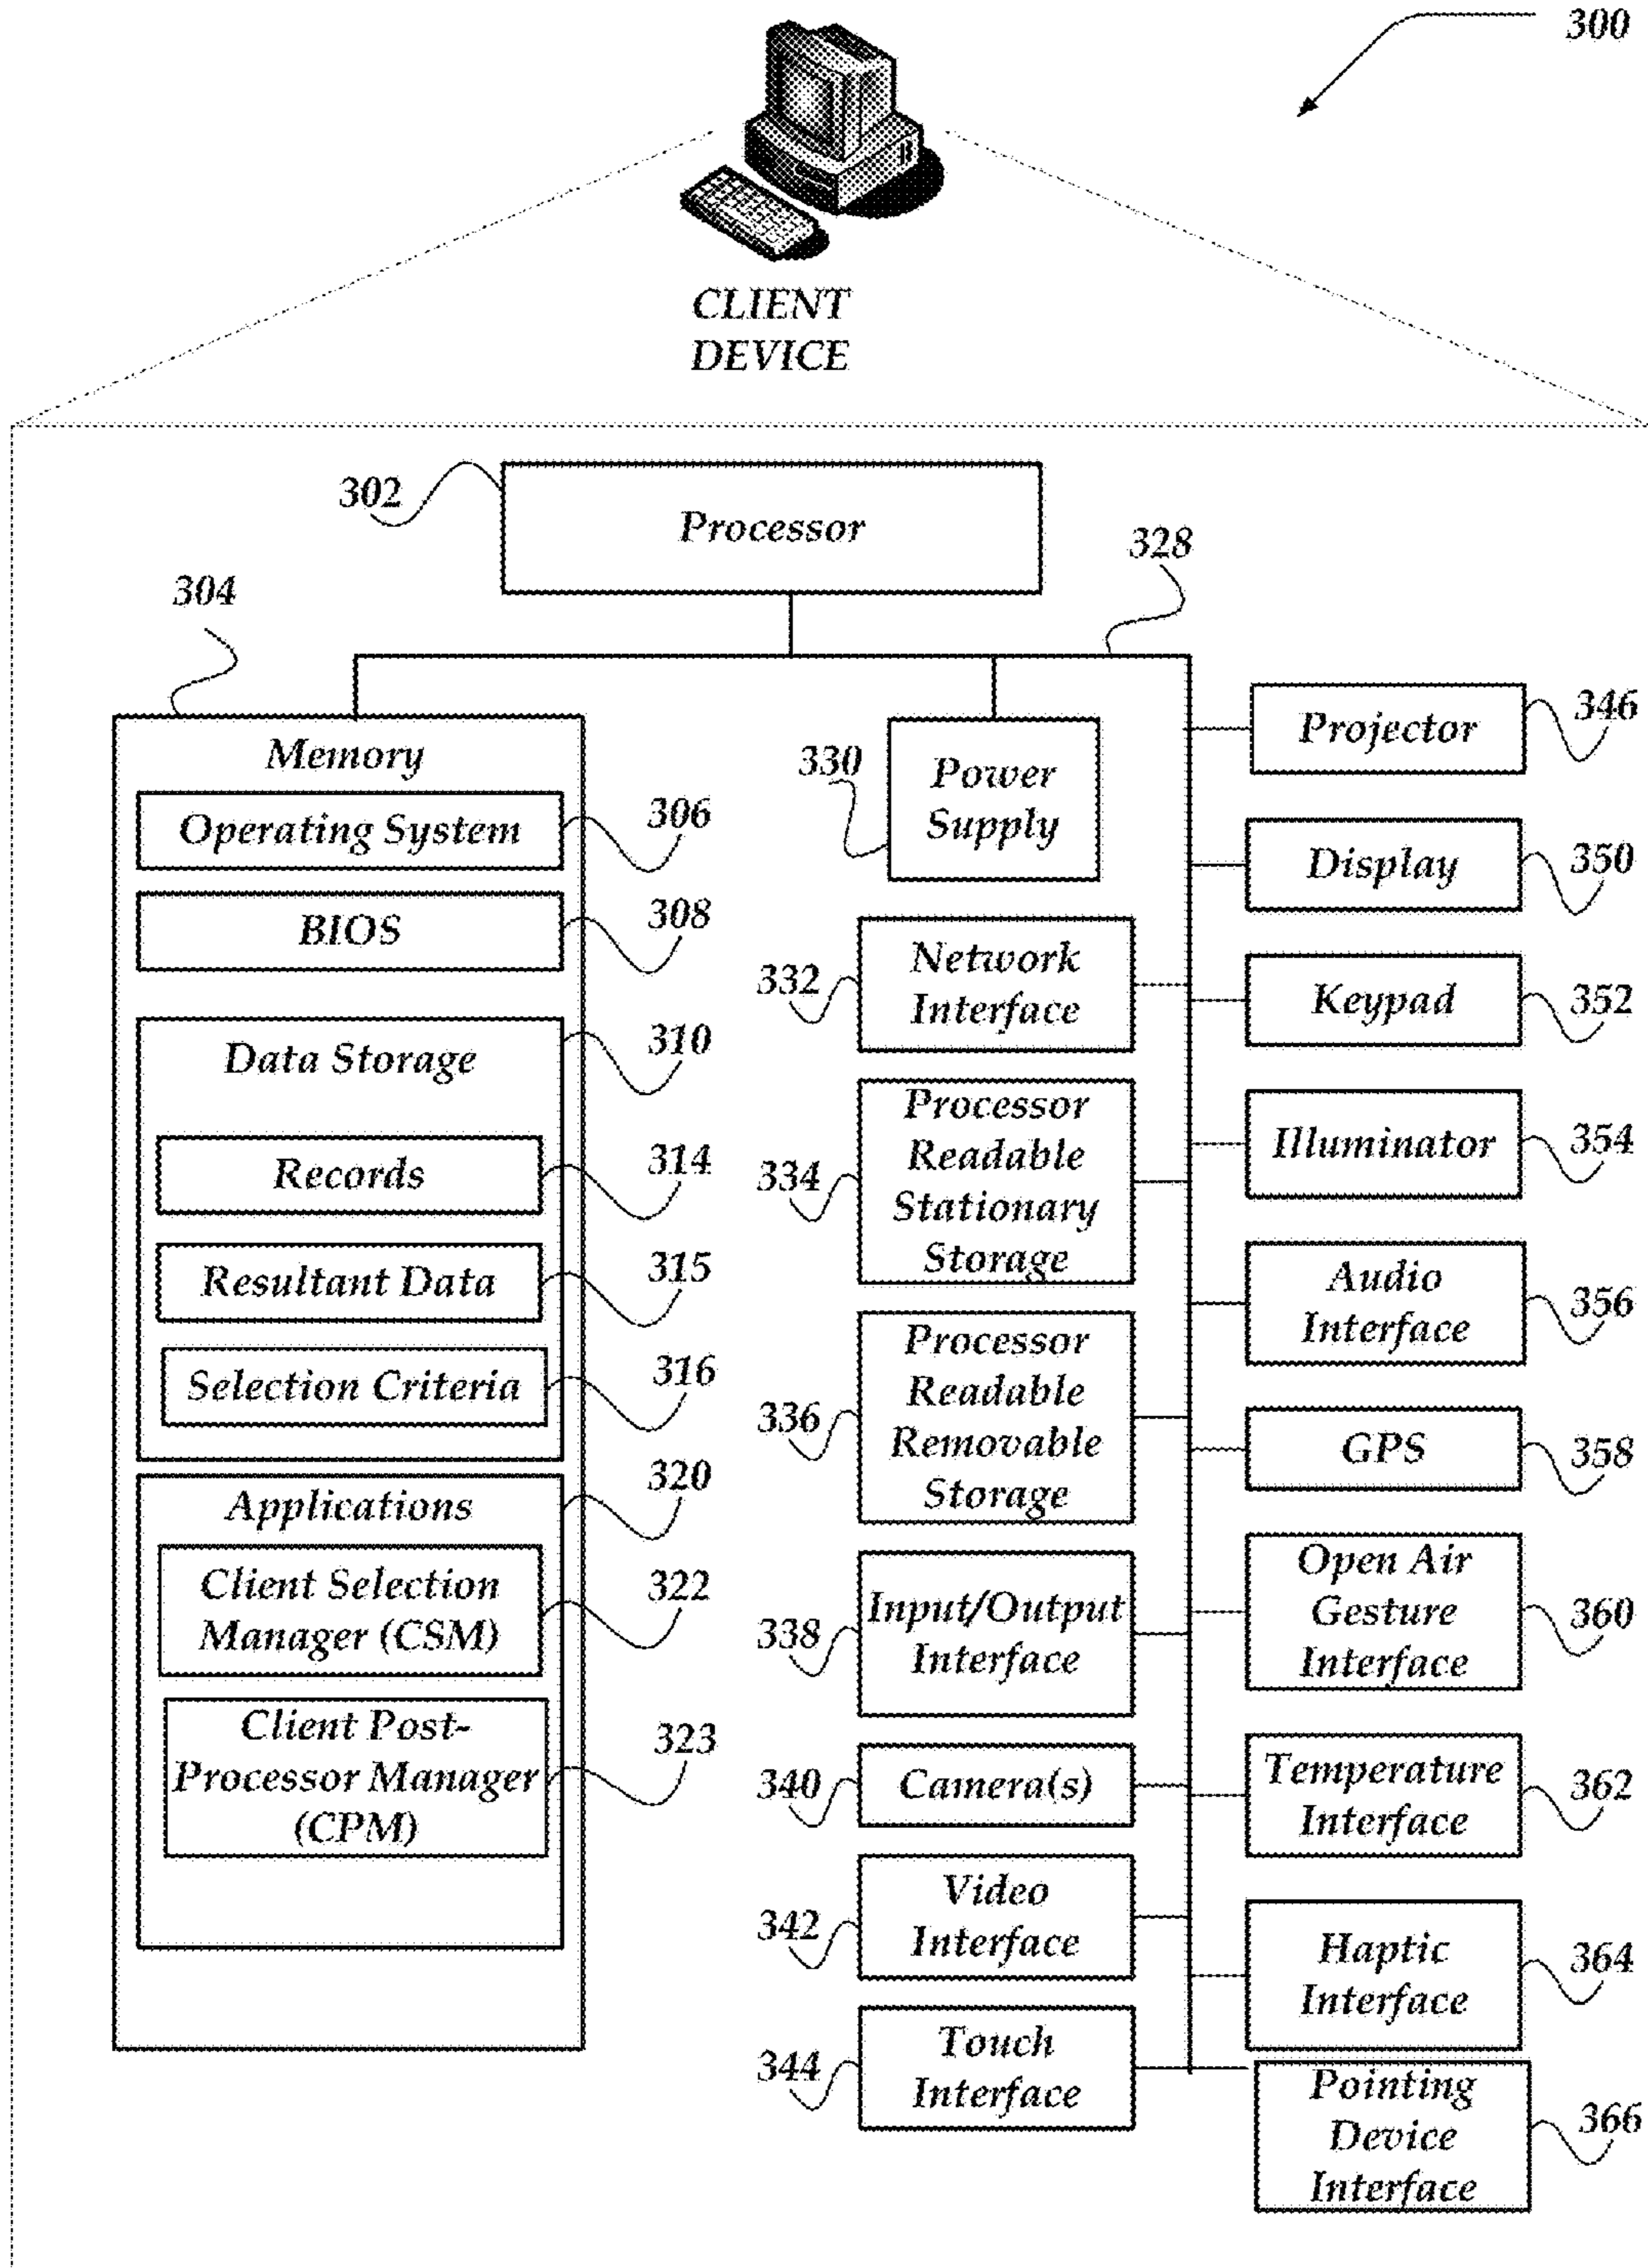 300
CLIENT
DEVICE
302
Processor
328
304
Memory
Operating System
306
BIOS
308
Data Storage
310
Records
314
Resultant Data
315
Selection Criteria
316
Applications
320
Client Selection
Manager (CSM)
322
Client Post-
Processor Manager
(CPM)
323
330
Power
Supply
332
Network
Interface
334
Processor
Readable
Stationary
Storage
336
Processor
Readable
Removable
Storage
338
Input/Output
Interface
340
Camera(s)
342
Video
Interface
344
Touch
Interface
Projector
346
Display
350
Keypad
352
Illuminator
354
Audio
Interface
356
GPS
358
Open Air
Gesture
Interface
360
Temperature
Interface
362
Haptic
Interface
364
Pointing
Device
Interface
366